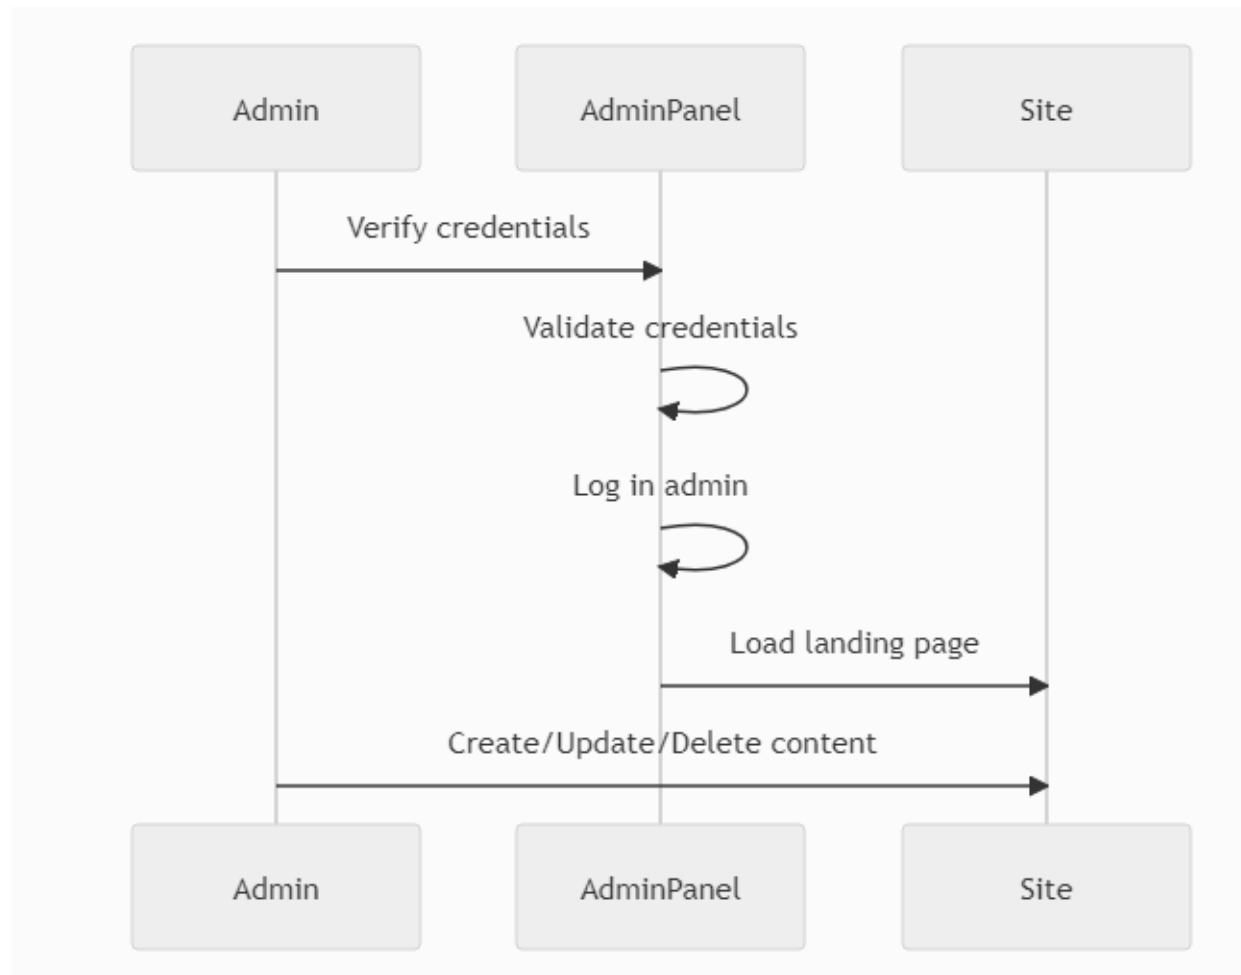 Admin
AdminPanel
Site
Verify credentials
Validate credentials
Log in admin
Load landing page
Create/Update/Delete content
Admin
AdminPanel
Site